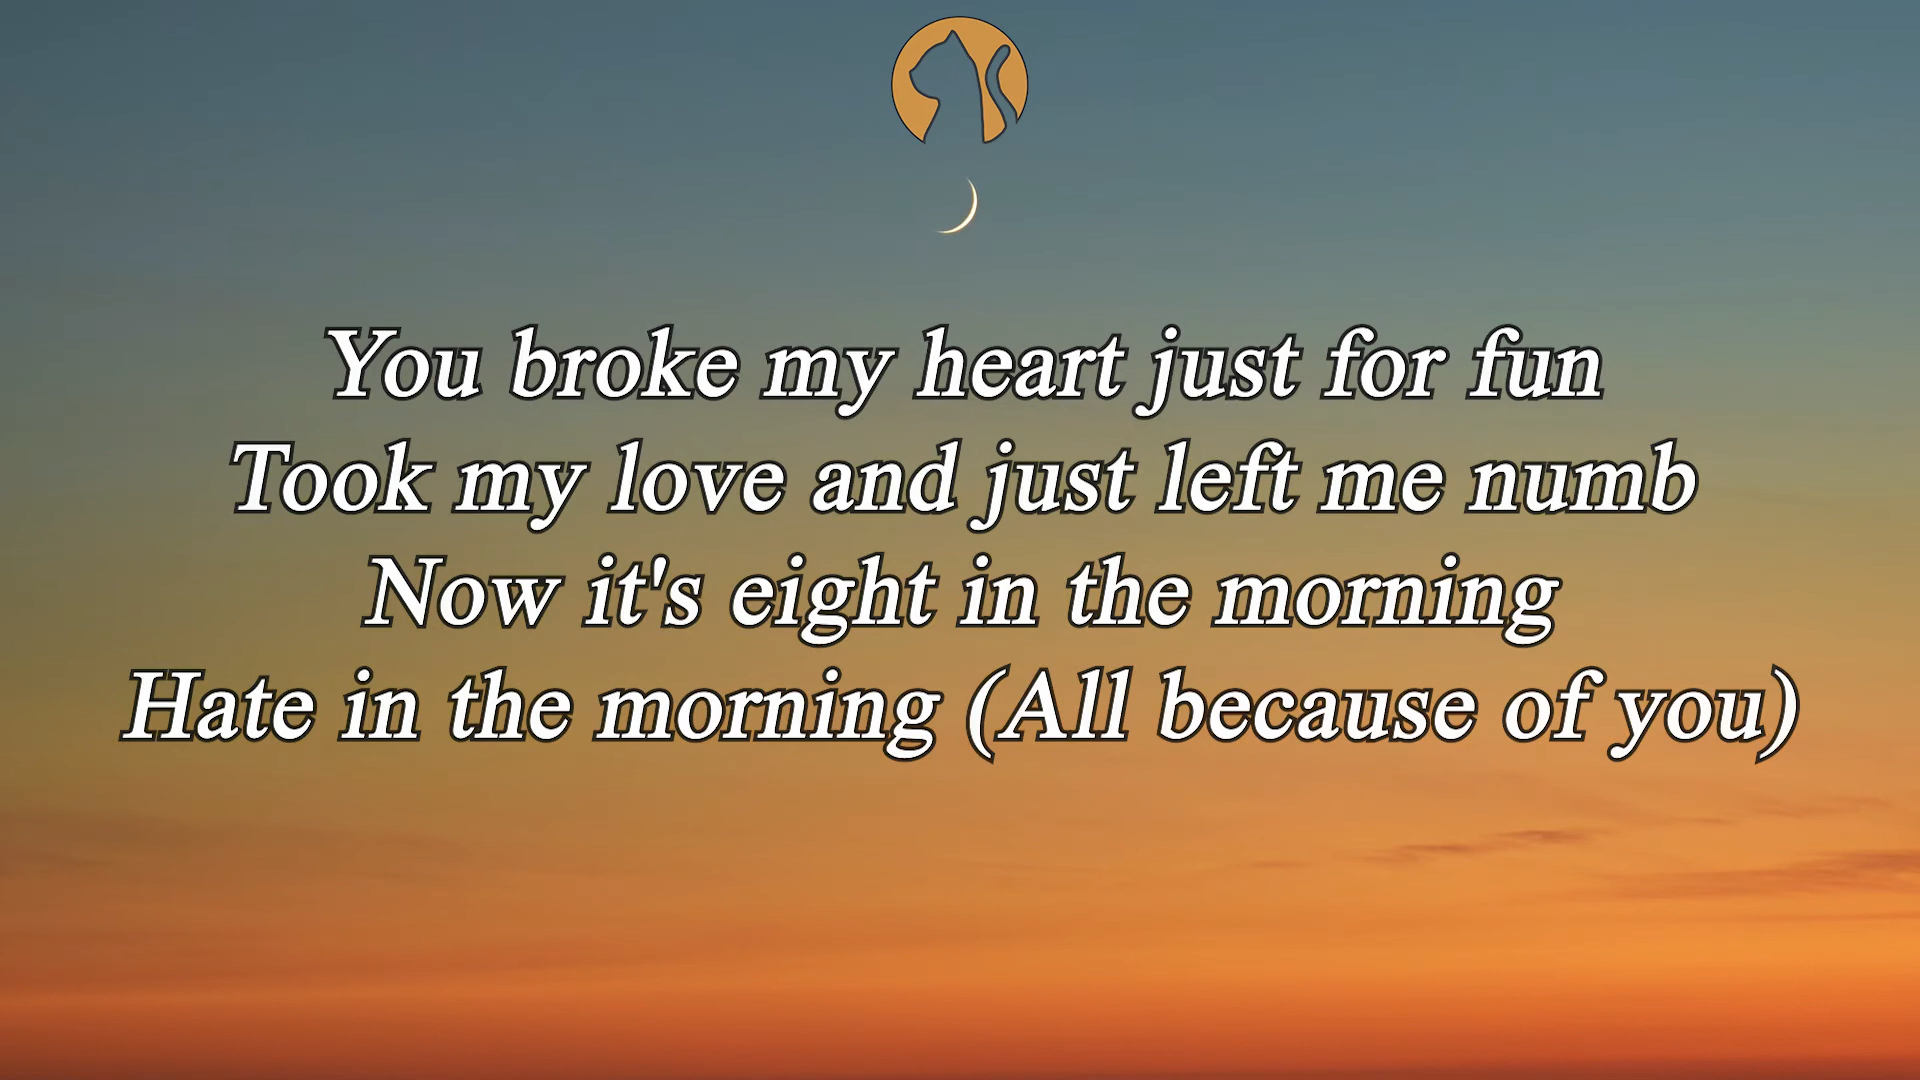 You broke my heart just for fun
Took my love and just left me numb
Now it's eight in the morning
Hate in the morning (All because of you)